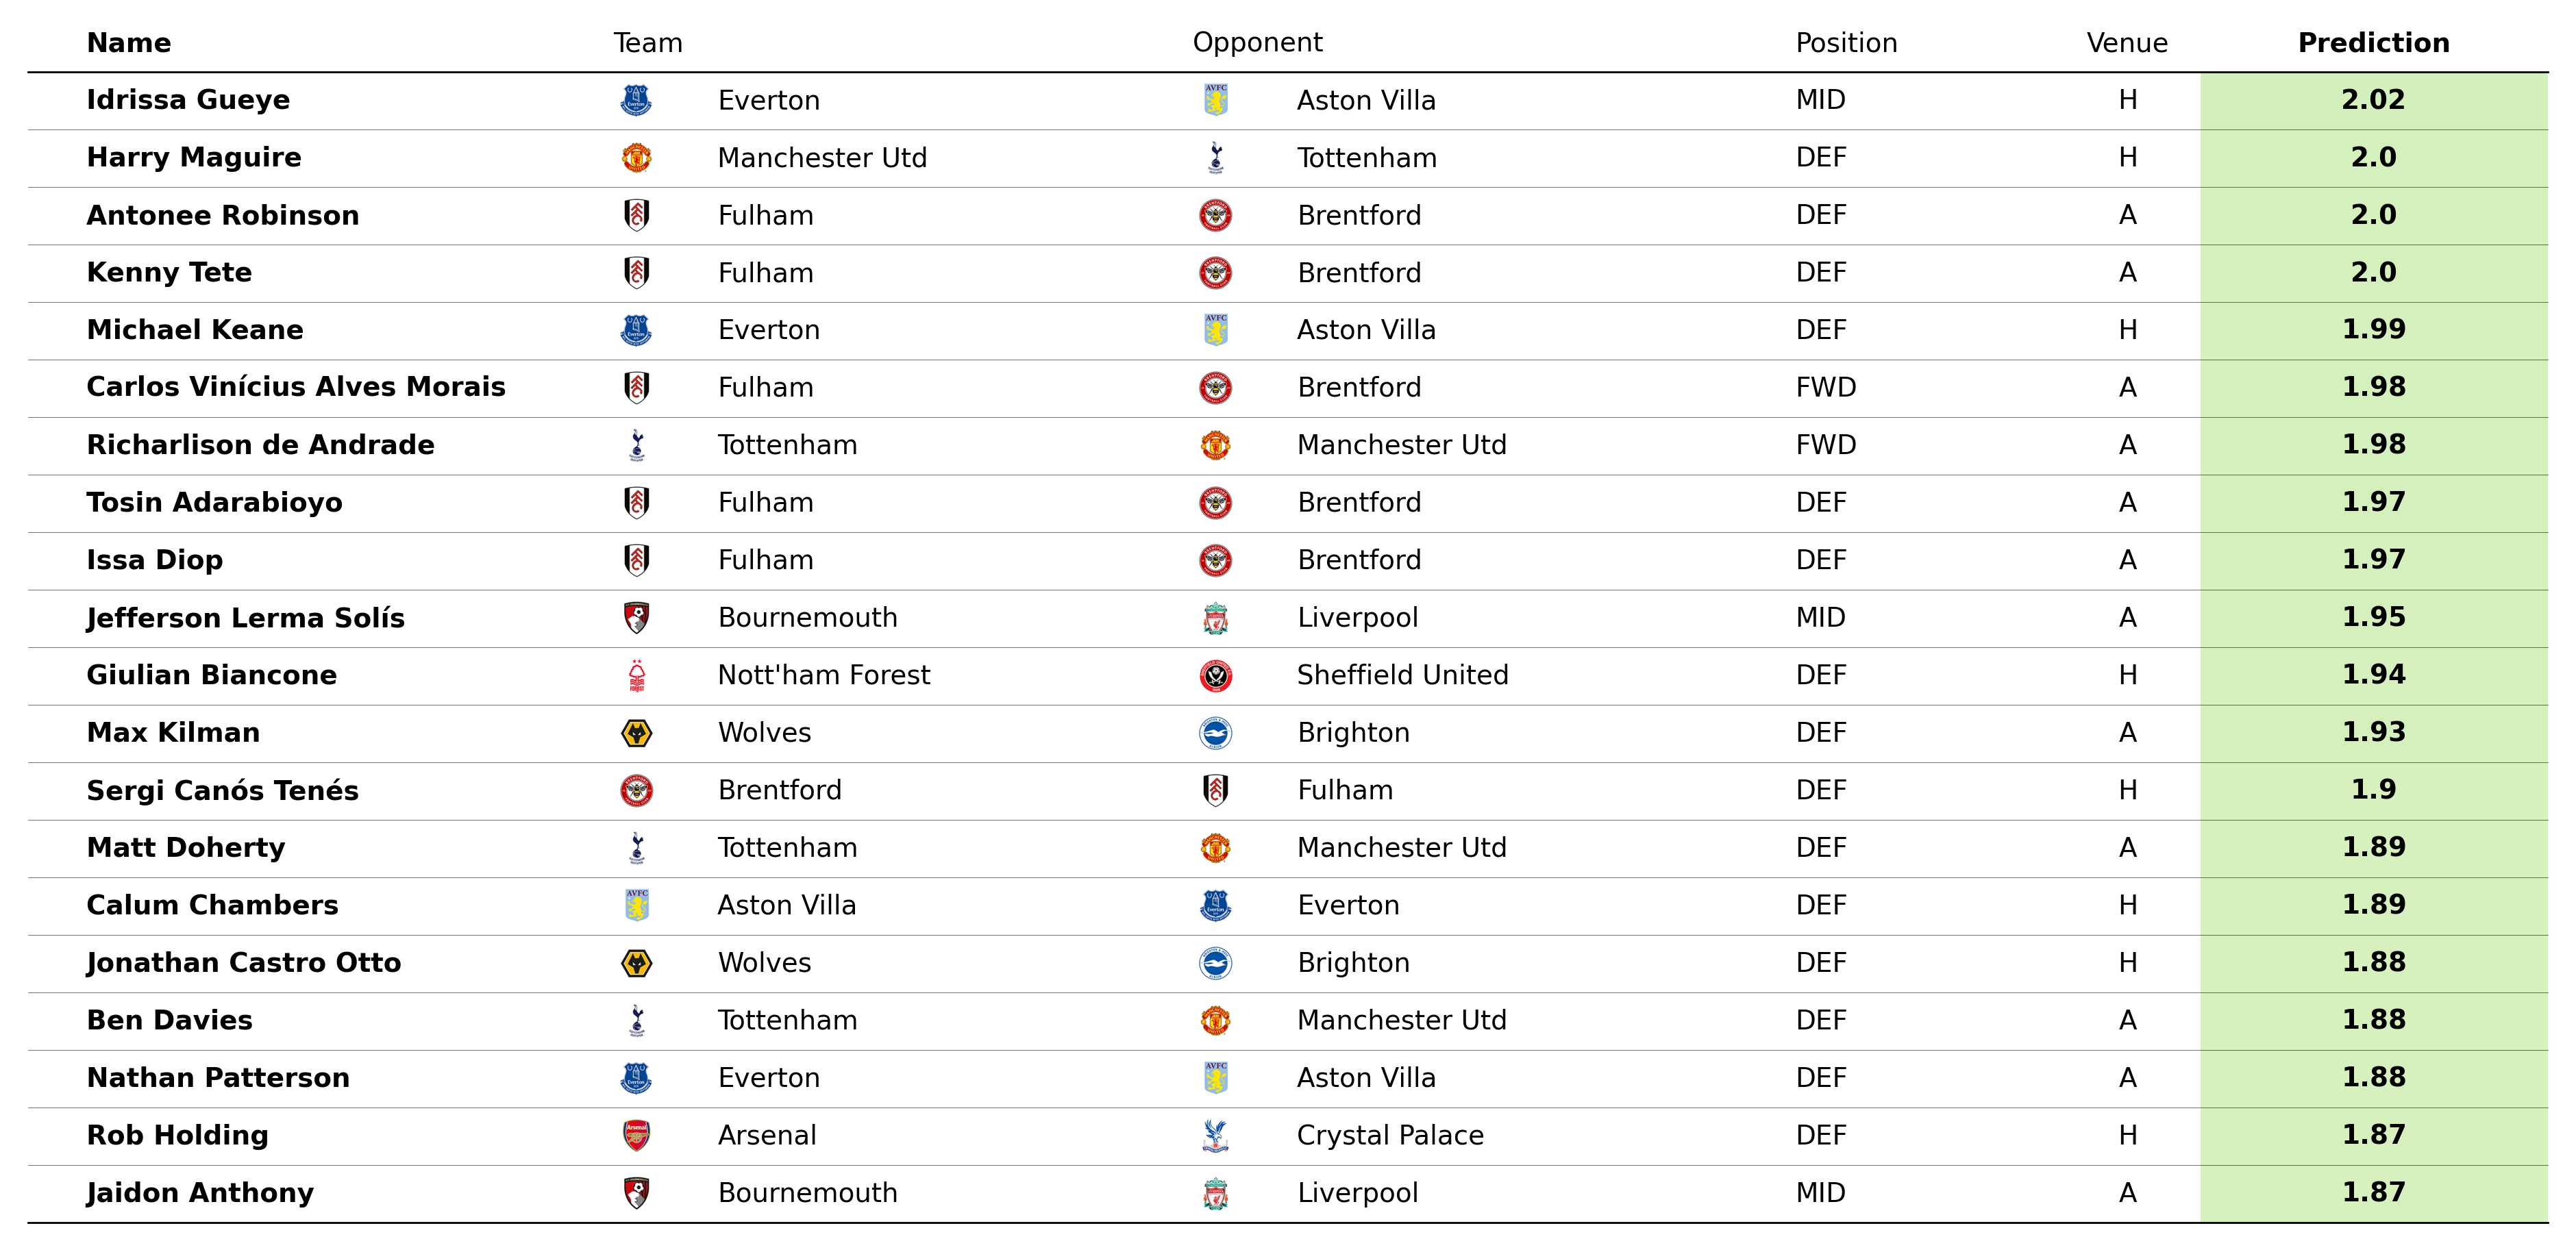 Name Team Opponent Position Venue Prediction
Idrissa Gueye Everton Aston Villa MID H 2.02
Harry Maguire Manchester Utd Tottenham DEF H 2.0
Antonee Robinson Fulham Brentford DEF A 2.0
Kenny Tete Fulham Brentford DEF A 2.0
Michael Keane Everton Aston Villa DEF H 1.99
Carlos Vinícius Alves Morais Fulham Brentford FWD A 1.98
Richarlison de Andrade Tottenham Manchester Utd FWD A 1.98
Tosin Adarabioyo Fulham Brentford DEF A 1.97
Issa Diop Fulham Brentford DEF A 1.97
Jefferson Lerma Solís Bournemouth Liverpool MID A 1.95
Giulian Biancone Nott'ham Forest Sheffield United DEF H 1.94
Max Kilman Wolves Brighton DEF A 1.93
Sergi Canós Tenés Brentford Fulham DEF H 1.9
Matt Doherty Tottenham Manchester Utd DEF A 1.89
Calum Chambers Aston Villa Everton DEF H 1.89
Jonathan Castro Otto Wolves Brighton DEF H 1.88
Ben Davies Tottenham Manchester Utd DEF A 1.88
Nathan Patterson Everton Aston Villa DEF A 1.88
Rob Holding Arsenal Crystal Palace DEF H 1.87
Jaidon Anthony Bournemouth Liverpool MID A 1.87